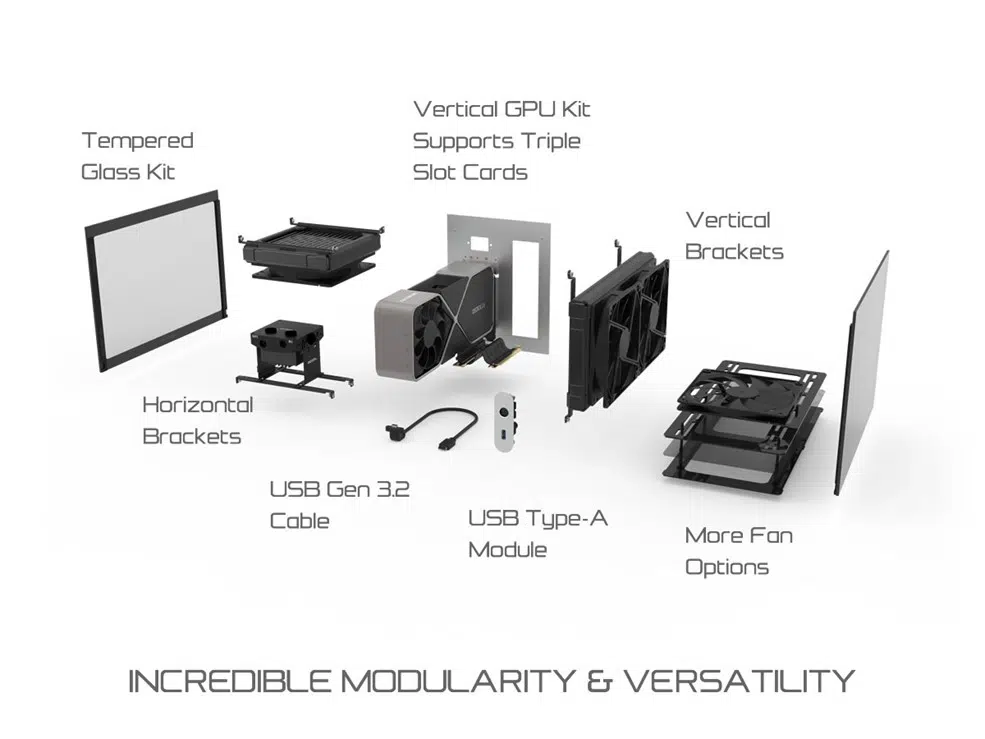 Vertical GPU Kit
Supports Triple
Slot Cards
Tempered
Glass Kit
Vertical
Brackets
Horizontal
Brackets
USB Gen 3.2
Cable
USB Type-A
Module
More Fan
Options
INCREDIBLE MODULARITY & VERSATILITY